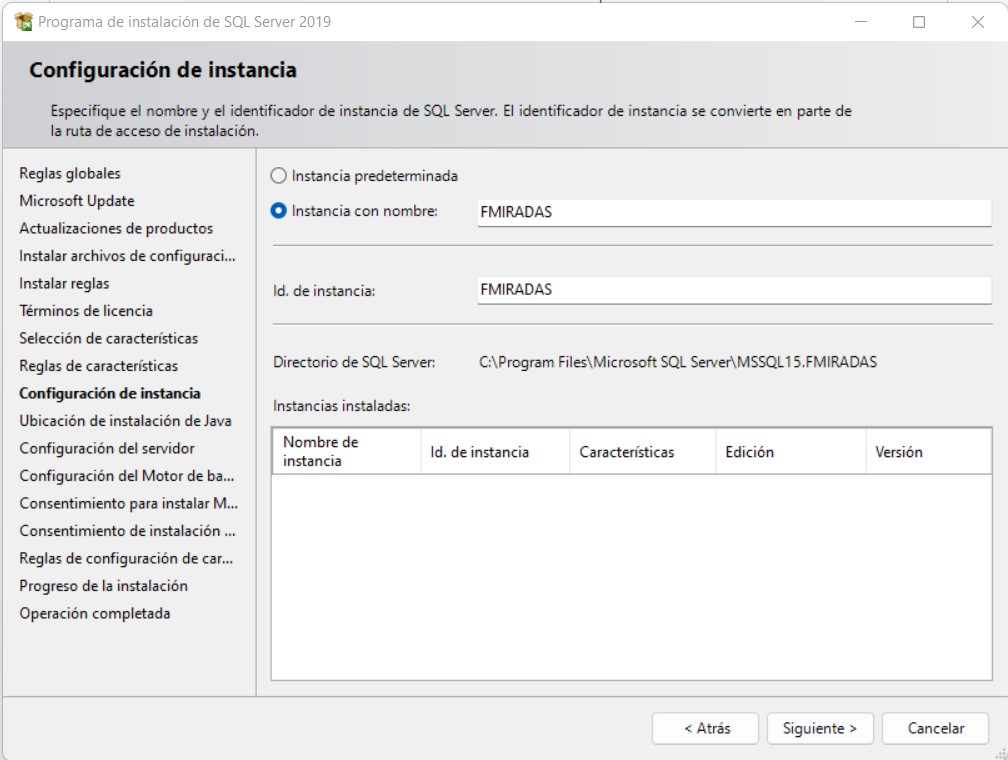 Programa de instalación de SQL Server 2019
Configuración de instancia
Especifique el nombre y el identificador de instancia de SQL Server. El identificador de instancia se convierte en parte de
la ruta de acceso de instalación.
Reglas globales
Microsoft Update
Actualizaciones de productos
Instalar archivos de configuraci...
Instalar reglas
Términos de licencia
Selección de características
Reglas de características
Configuración de instancia
Ubicación de instalación de Java
Configuración del servidor
Configuración del Motor de ba...
Consentimiento para instalar M...
Consentimiento de instalación ...
Reglas de configuración de car...
Progreso de la instalación
Operación completada
Instancia predeterminada
Instancia con nombre: FMIRADAS
Id. de instancia: FMIRADAS
Directorio de SQL Server: C:\Program Files\Microsoft SQL Server\MSSQL15.FMIRADAS
Instancias instaladas:
Nombre de
instancia
Id. de instancia
Características
Edición
Versión
< Atrás
Siguiente >
Cancelar